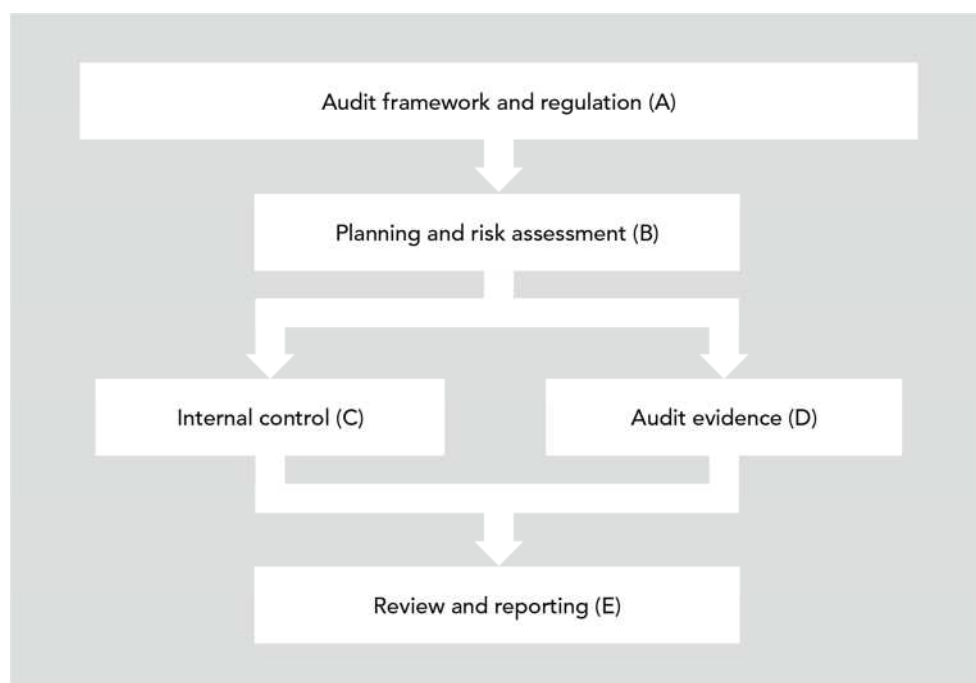 Audit framework and regulation (A)
Planning and risk assessment (B)
Internal control (C)
Audit evidence (D)
Review and reporting (E)